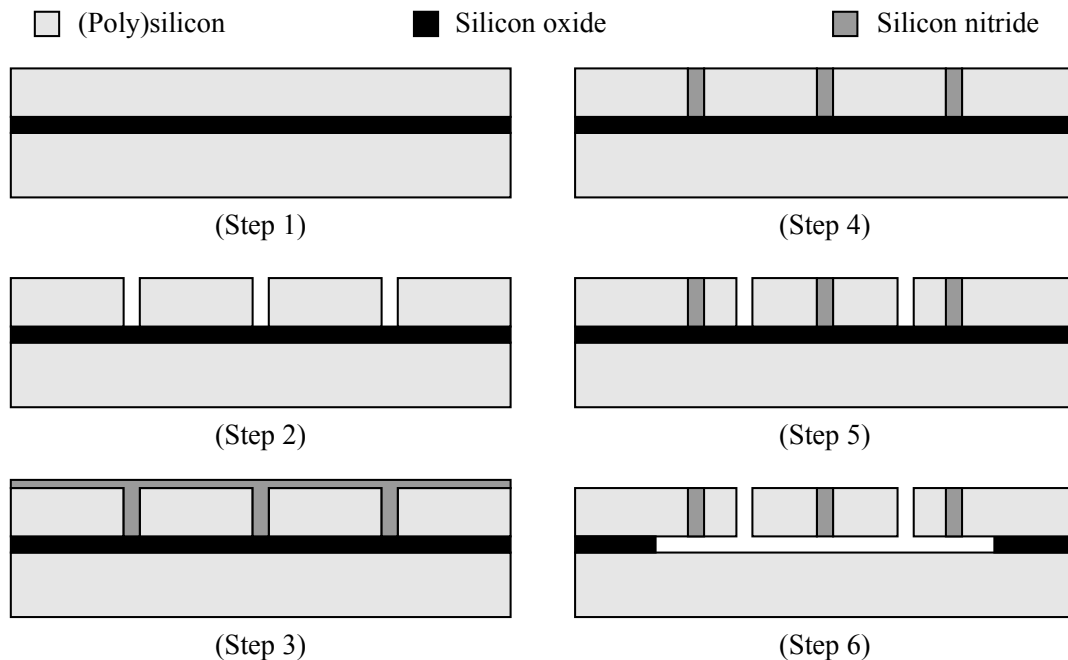 (Poly)silicon
Silicon oxide
Silicon nitride
(Step 1)
(Step 4)
(Step 2)
(Step 5)
(Step 3)
(Step 6)